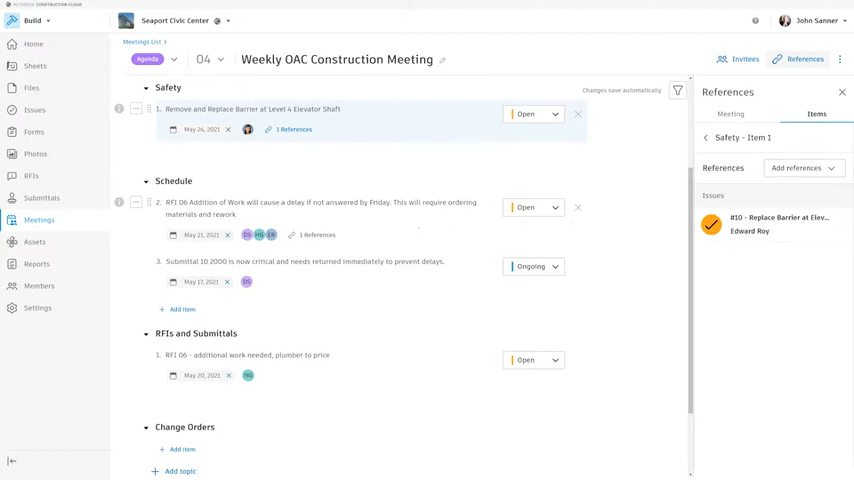 AUTODESK CONSTRUCTION CLOUD
Build
Seaport Civic Center
John Sanner
Home
Sheets
Files
Issues
Forms
Photos
RFIs
Submittals
Meetings
Assets
Reports
Members
Settings
Meetings List
Agenda
04
Weekly OAC Construction Meeting
Invitees
References
Safety
Changes save automatically
1. Remove and Replace Barrier at Level 4 Elevator Shaft
Open
May 24, 2021
1 References
Schedule
2. RFI 06 Addition of Work will cause a delay if not answered by Friday. This will require ordering
materials and rework
Open
May 21, 2021
DS
HG
ER
1 References
3. Submittal 10 2000 is now critical and needs returned immediately to prevent delays.
Ongoing
May 17, 2021
DS
+ Add item
RFIs and Submittals
1. RFI 06 - additional work needed, plumber to price
Open
May 20, 2021
HG
Change Orders
+ Add item
+ Add topic
References
Meeting
Items
Safety - Item 1
References
Add references
Issues
#10 - Replace Barrier at Elev...
Edward Roy